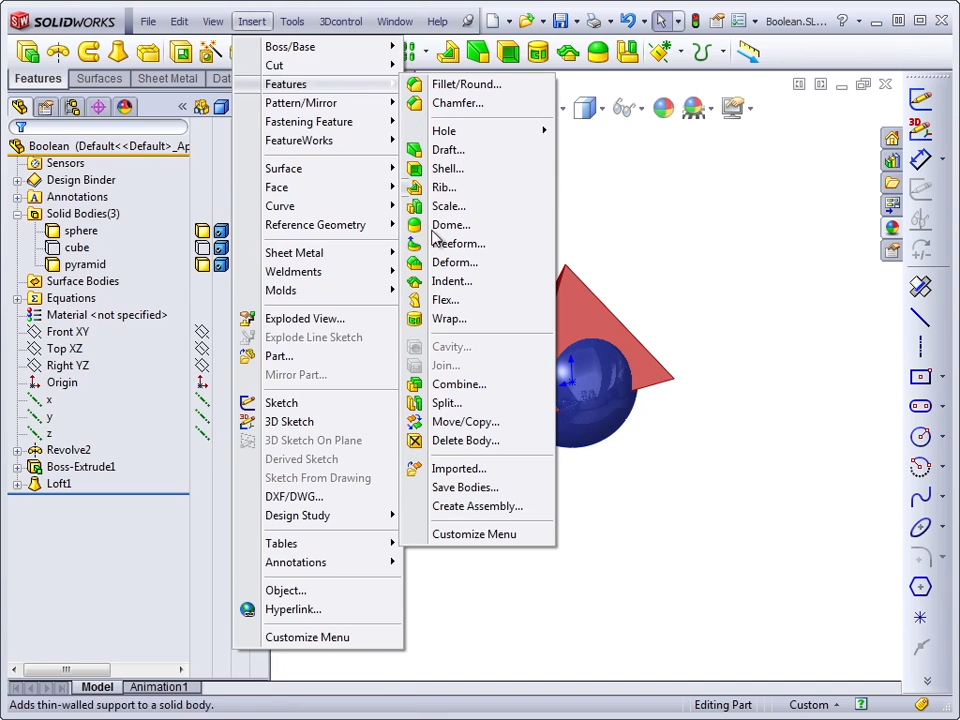 SOLIDWORKS File Edit View Insert Tools 3Dcontrol Window Help Boolean.SL... ?
Features Surfaces Sheet Metal Dat
Boss/Base
Cut
Features
Pattern/Mirror
Fastening Feature
FeatureWorks
Surface
Face
Curve
Reference Geometry
Sheet Metal
Weldments
Molds
Exploded View...
Explode Line Sketch
Part...
Mirror Part...
Sketch
3D Sketch
3D Sketch On Plane
Derived Sketch
Sketch From Drawing
DXF/DWG...
Design Study
Tables
Annotations
Object...
Hyperlink...
Customize Menu
Fillet/Round...
Chamfer...
Hole
Draft...
Shell...
Rib...
Scale...
Dome...
Freeform...
Deform...
Indent...
Flex...
Wrap...
Cavity...
Join...
Combine...
Split...
Move/Copy...
Delete Body...
Imported...
Save Bodies...
Create Assembly...
Customize Menu
Boolean (Default<<Default>_Ap
Sensors
Design Binder
Annotations
Solid Bodies(3)
sphere
cube
pyramid
Surface Bodies
Equations
Material <not specified>
Front XY
Top XZ
Right YZ
Origin
x
y
z
Revolve2
Boss-Extrude1
Loft1
3D
Model Animation1
Adds thin-walled support to a solid body. Editing Part Custom ?